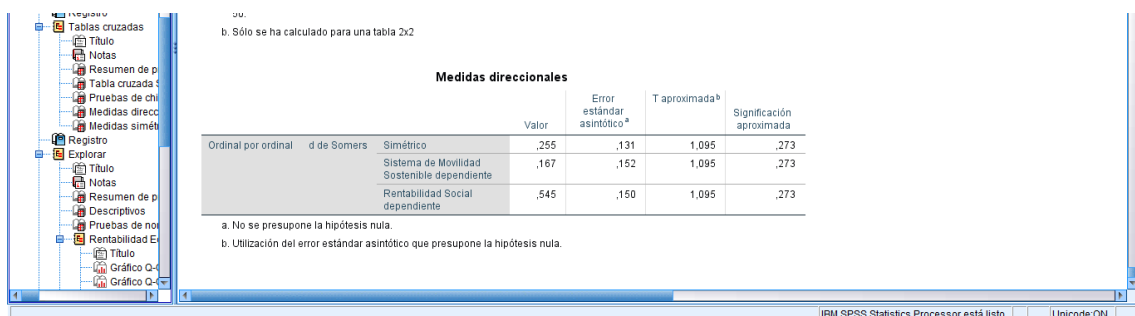 Registro
Tablas cruzadas
Título
Notas
Resumen de p
Tabla cruzada S
Pruebas de chi
Medidas direcc
Medidas simétr
Registro
Explorar
Título
Notas
Resumen de p
Descriptivos
Pruebas de nor
Rentabilidad E
Título
Gráfico Q-
Gráfico Q-
b. Sólo se ha calculado para una tabla 2x2
Medidas direccionales
Valor Error estándar asintótico a T aproximada b Significación aproximada
Ordinal por ordinal d de Somers Simétrico ,255 ,131 1,095 ,273
Sistema de Movilidad Sostenible dependiente ,167 ,152 1,095 ,273
Rentabilidad Social dependiente ,545 ,150 1,095 ,273
a. No se presupone la hipótesis nula.
b. Utilización del error estándar asintótico que presupone la hipótesis nula.
IBM SPSS Statistics Processor está listo Unicode:ON